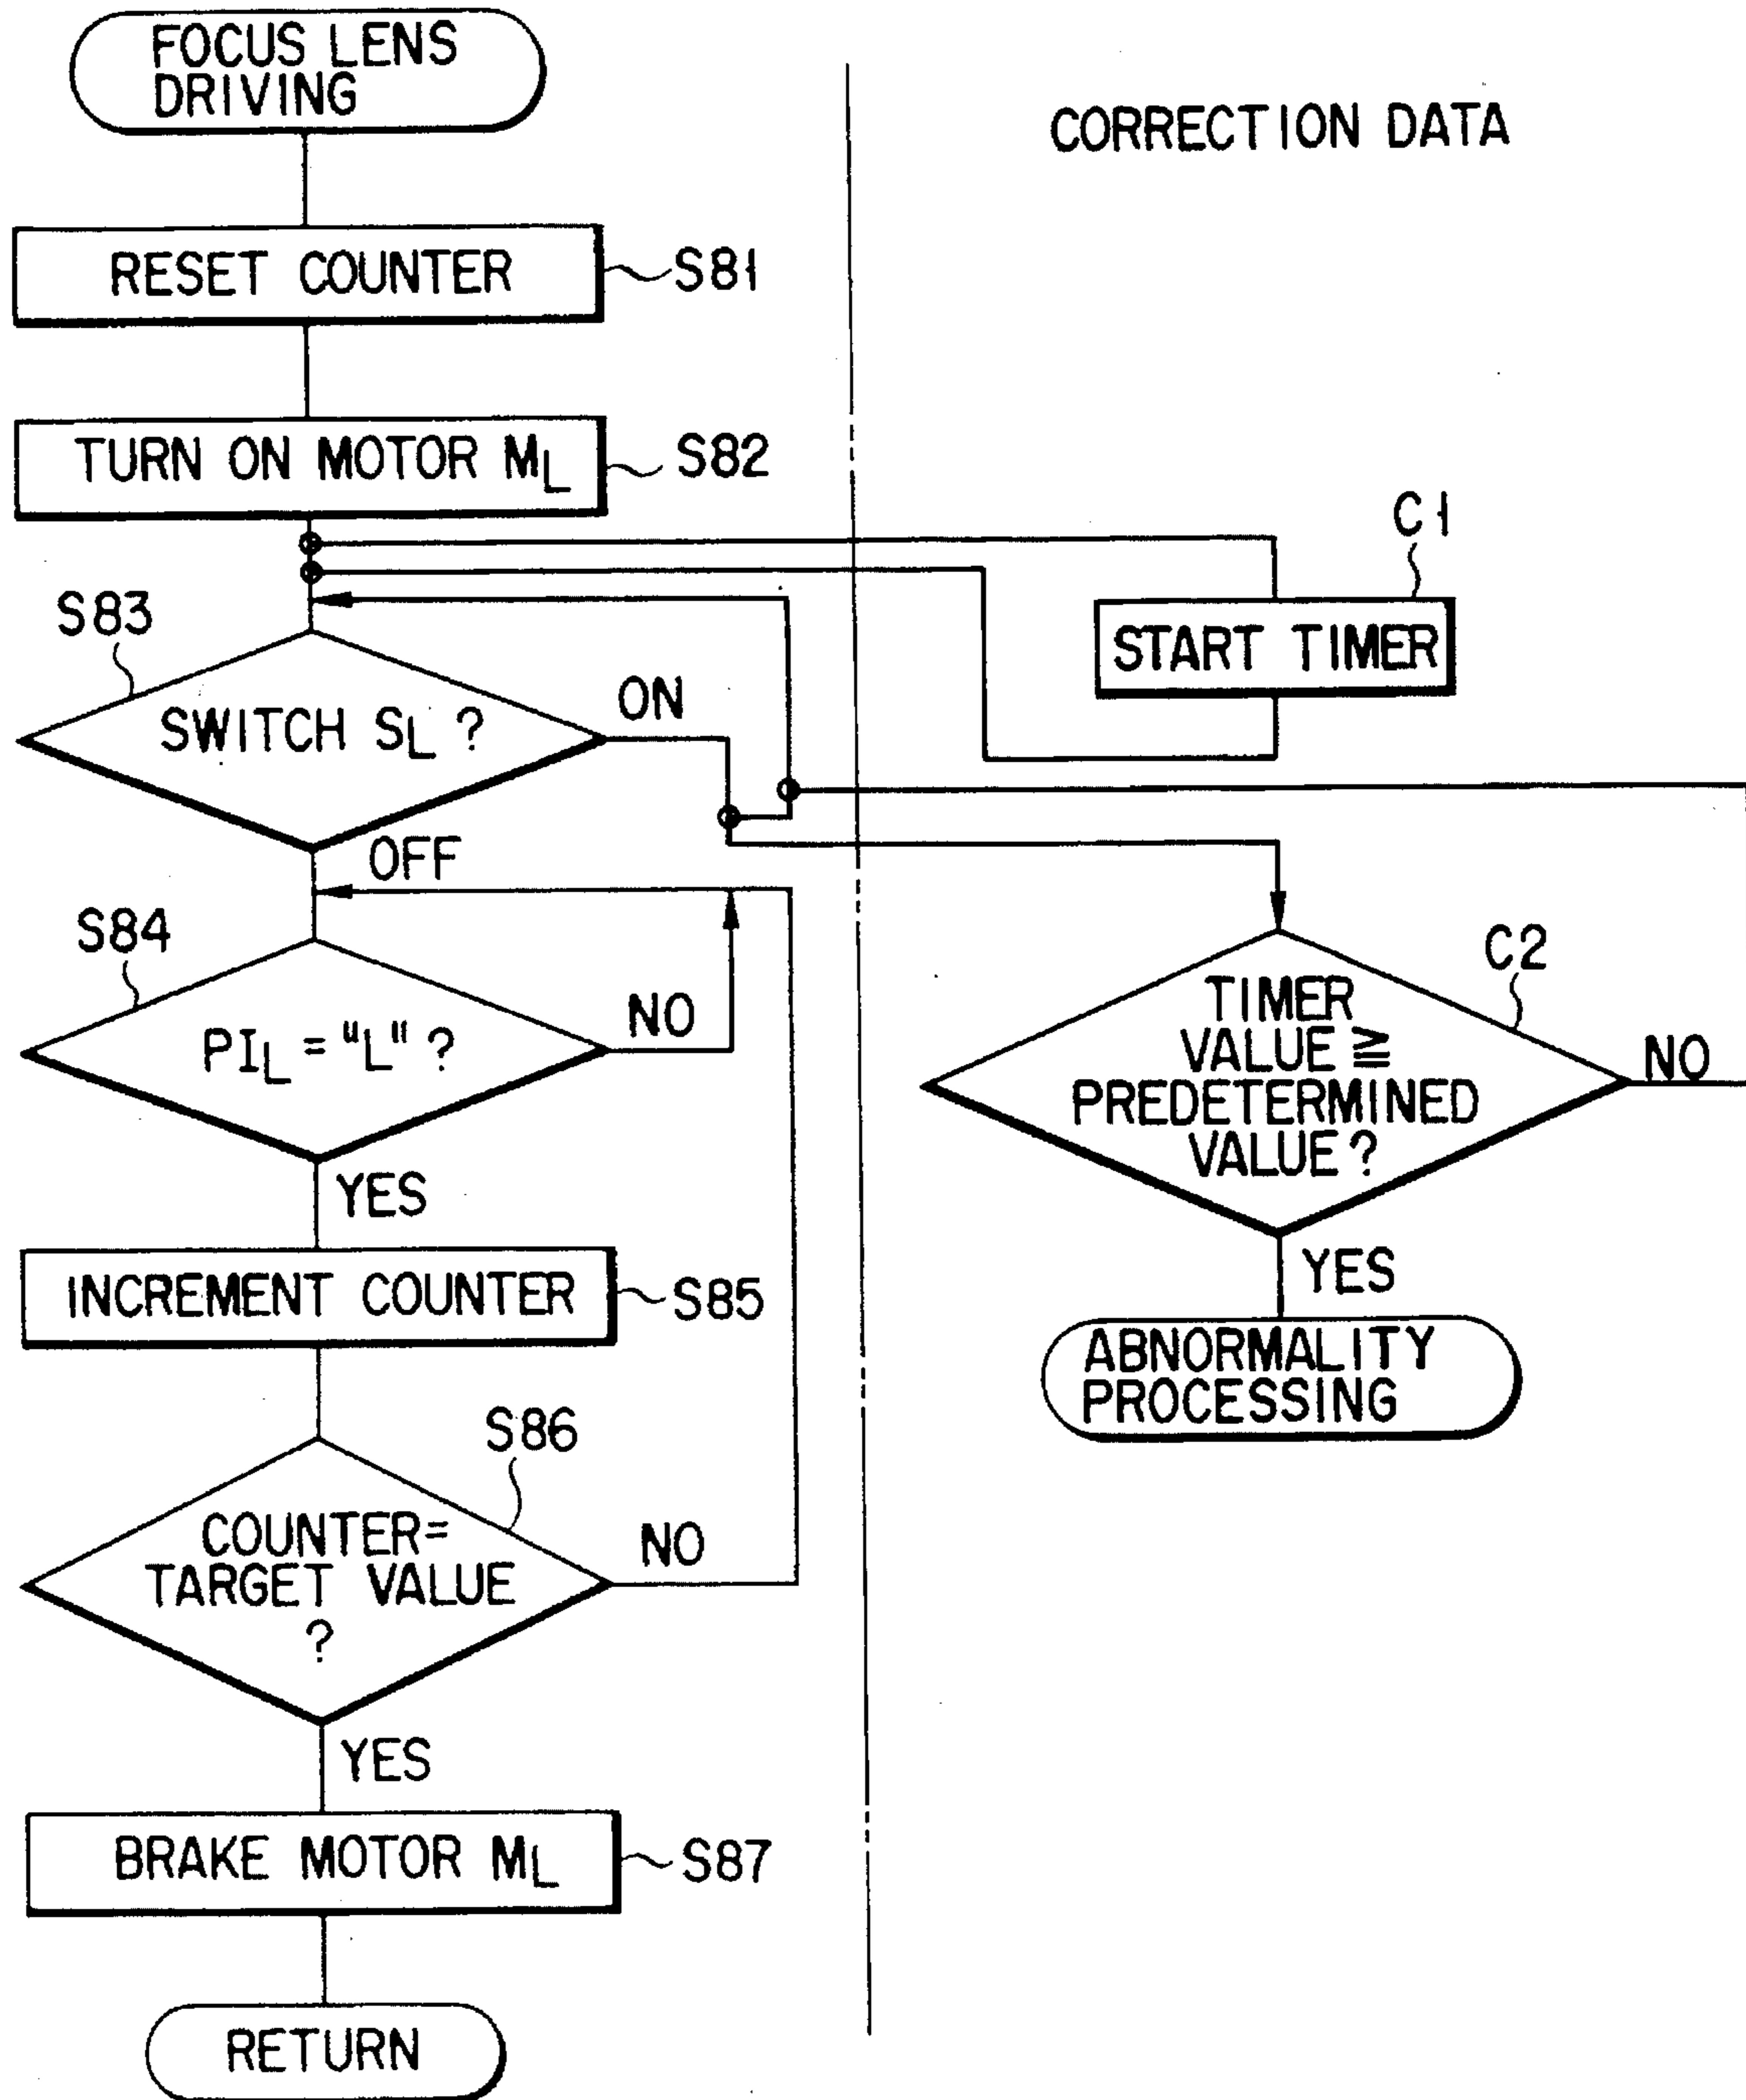 FOCUS LENS
DRIVING
RESET COUNTER
S81
TURN ON MOTOR ML
S82
S83
SWITCH SL ?
ON
OFF
S84
PIL = "L" ?
NO
YES
INCREMENT COUNTER
S85
S86
COUNTER=
TARGET VALUE
?
NO
YES
BRAKE MOTOR ML
S87
RETURN
CORRECTION DATA
C1
START TIMER
C2
TIMER
VALUE ≧
PREDETERMINED
VALUE ?
NO
YES
ABNORMALITY
PROCESSING